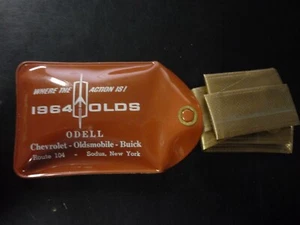 WHERE THE ACTION IS!
1964 OLDS
ODELL
Chevrolet - Oldsmobile - Buick
Route 104 - Sodus, New York